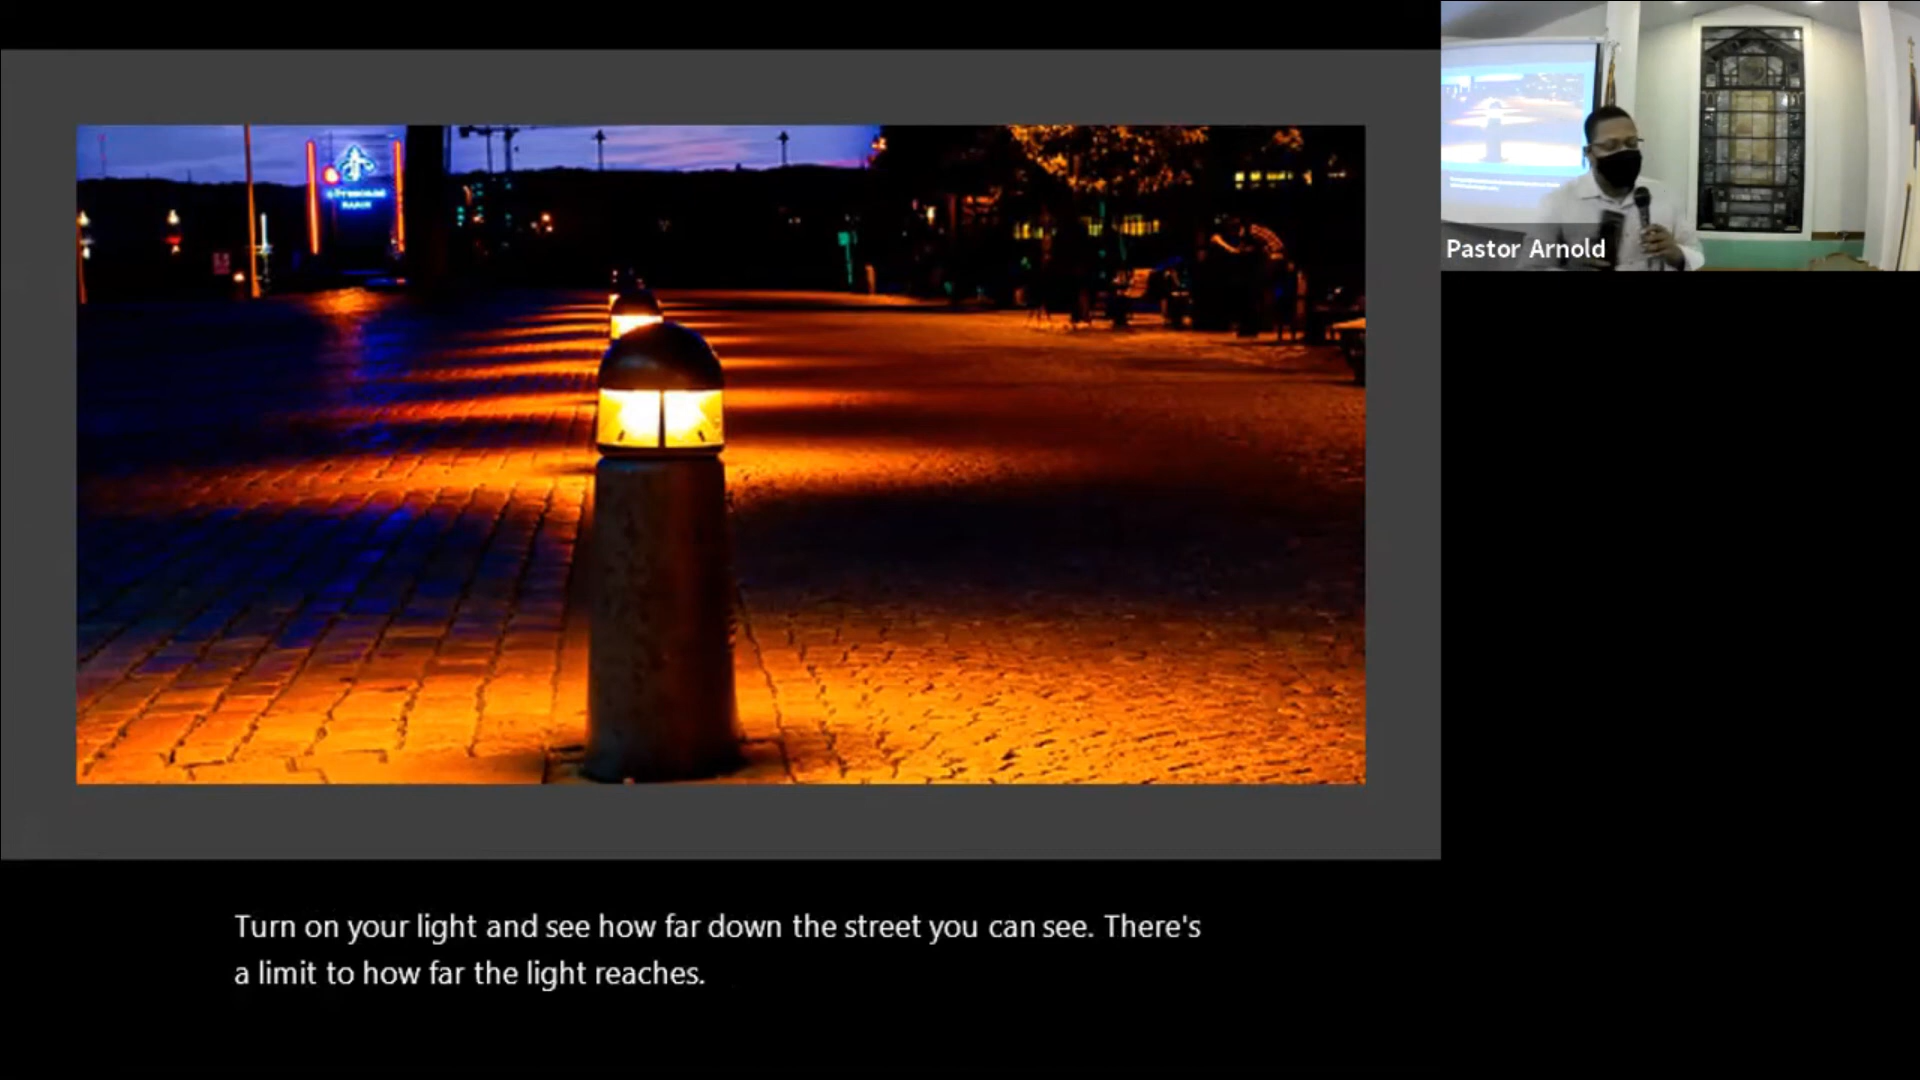 Pastor Arnold
Turn on your light and see how far down the street you can see. There's
a limit to how far the light reaches.